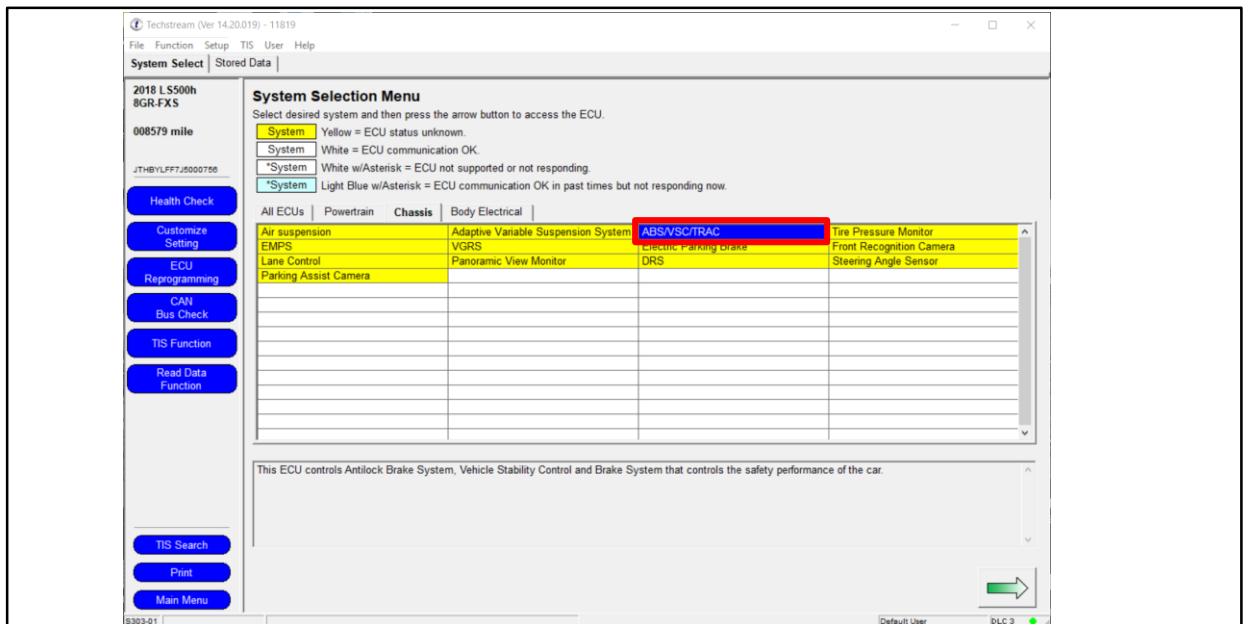 Techstream (Ver 14.20.019) - 11819
File Function Setup TIS User Help
System Select Stored Data
2018 LS500h
8GR-FXS
008579 mile
JTHBYLFF7J5000756
Health Check
Customize
Setting
ECU
Reprogramming
CAN
Bus Check
TIS Function
Read Data
Function
TIS Search
Print
Main Menu
System Selection Menu
Select desired system and then press the arrow button to access the ECU.
System Yellow = ECU status unknown.
System White = ECU communication OK.
*System White w/Asterisk = ECU not supported or not responding.
*System Light Blue w/Asterisk = ECU communication OK in past times but not responding now.
All ECUs Powertrain Chassis Body Electrical
Air suspension Adaptive Variable Suspension System ABS/VSC/TRAC Tire Pressure Monitor
EMPS VGRS Electric Parking Brake Front Recognition Camera
Lane Control Panoramic View Monitor DRS Steering Angle Sensor
Parking Assist Camera
This ECU controls Antilock Brake System, Vehicle Stability Control and Brake System that controls the safety performance of the car.
S303-01 Default User DLC 3